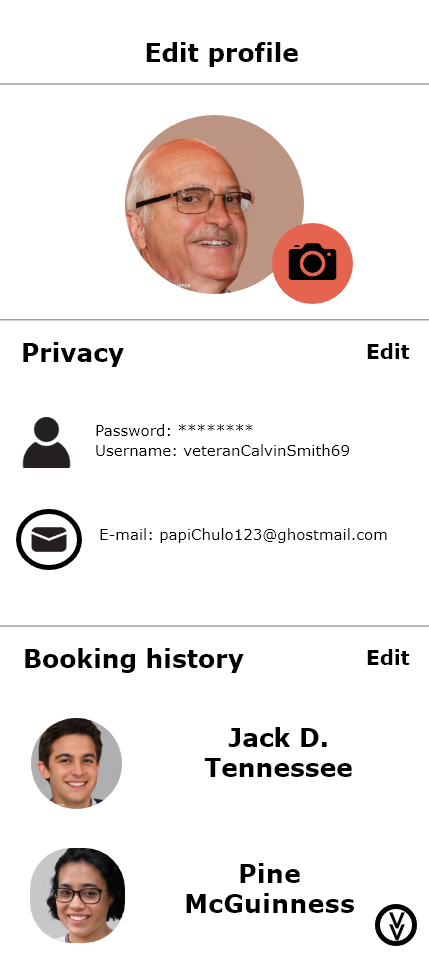 Edit profile
Privacy
Edit
Password: ********
Username: veteranCalvinSmith69
E-mail: papiChulo123@ghostmail.com
Booking history
Edit
Jack D.
Tennessee
Pine
McGuinness